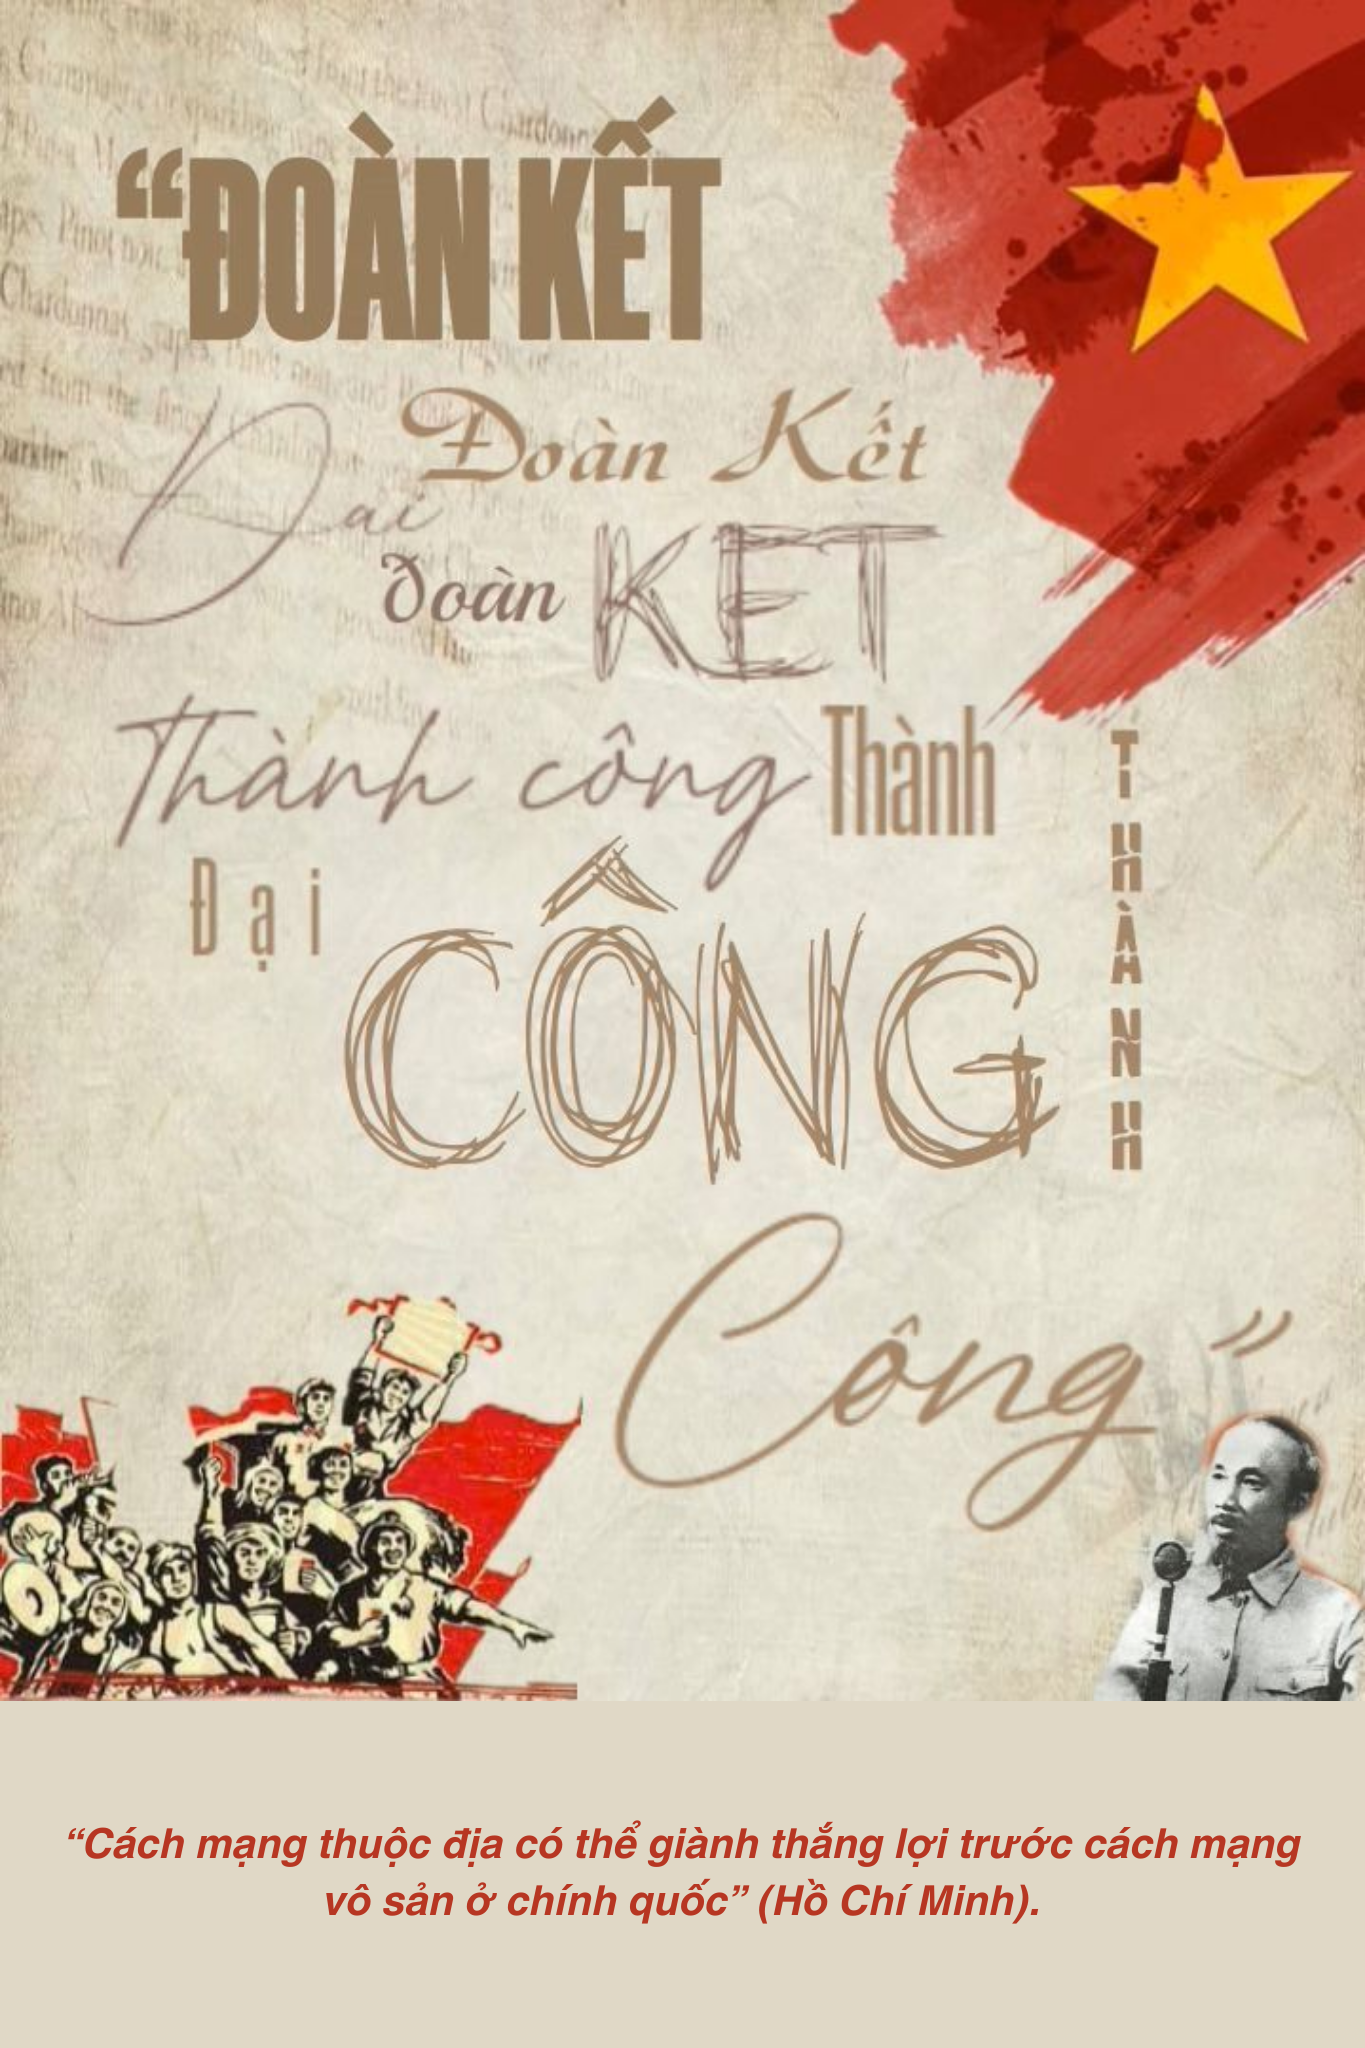 “ĐOÀN KẾT
Đoàn Kết
Đại
đoàn KẾT
Thành công Thành
THÀNH
Đại
CÔNG
Công”
“Cách mạng thuộc địa có thể giành thắng lợi trước cách mạng
vô sản ở chính quốc” (Hồ Chí Minh).